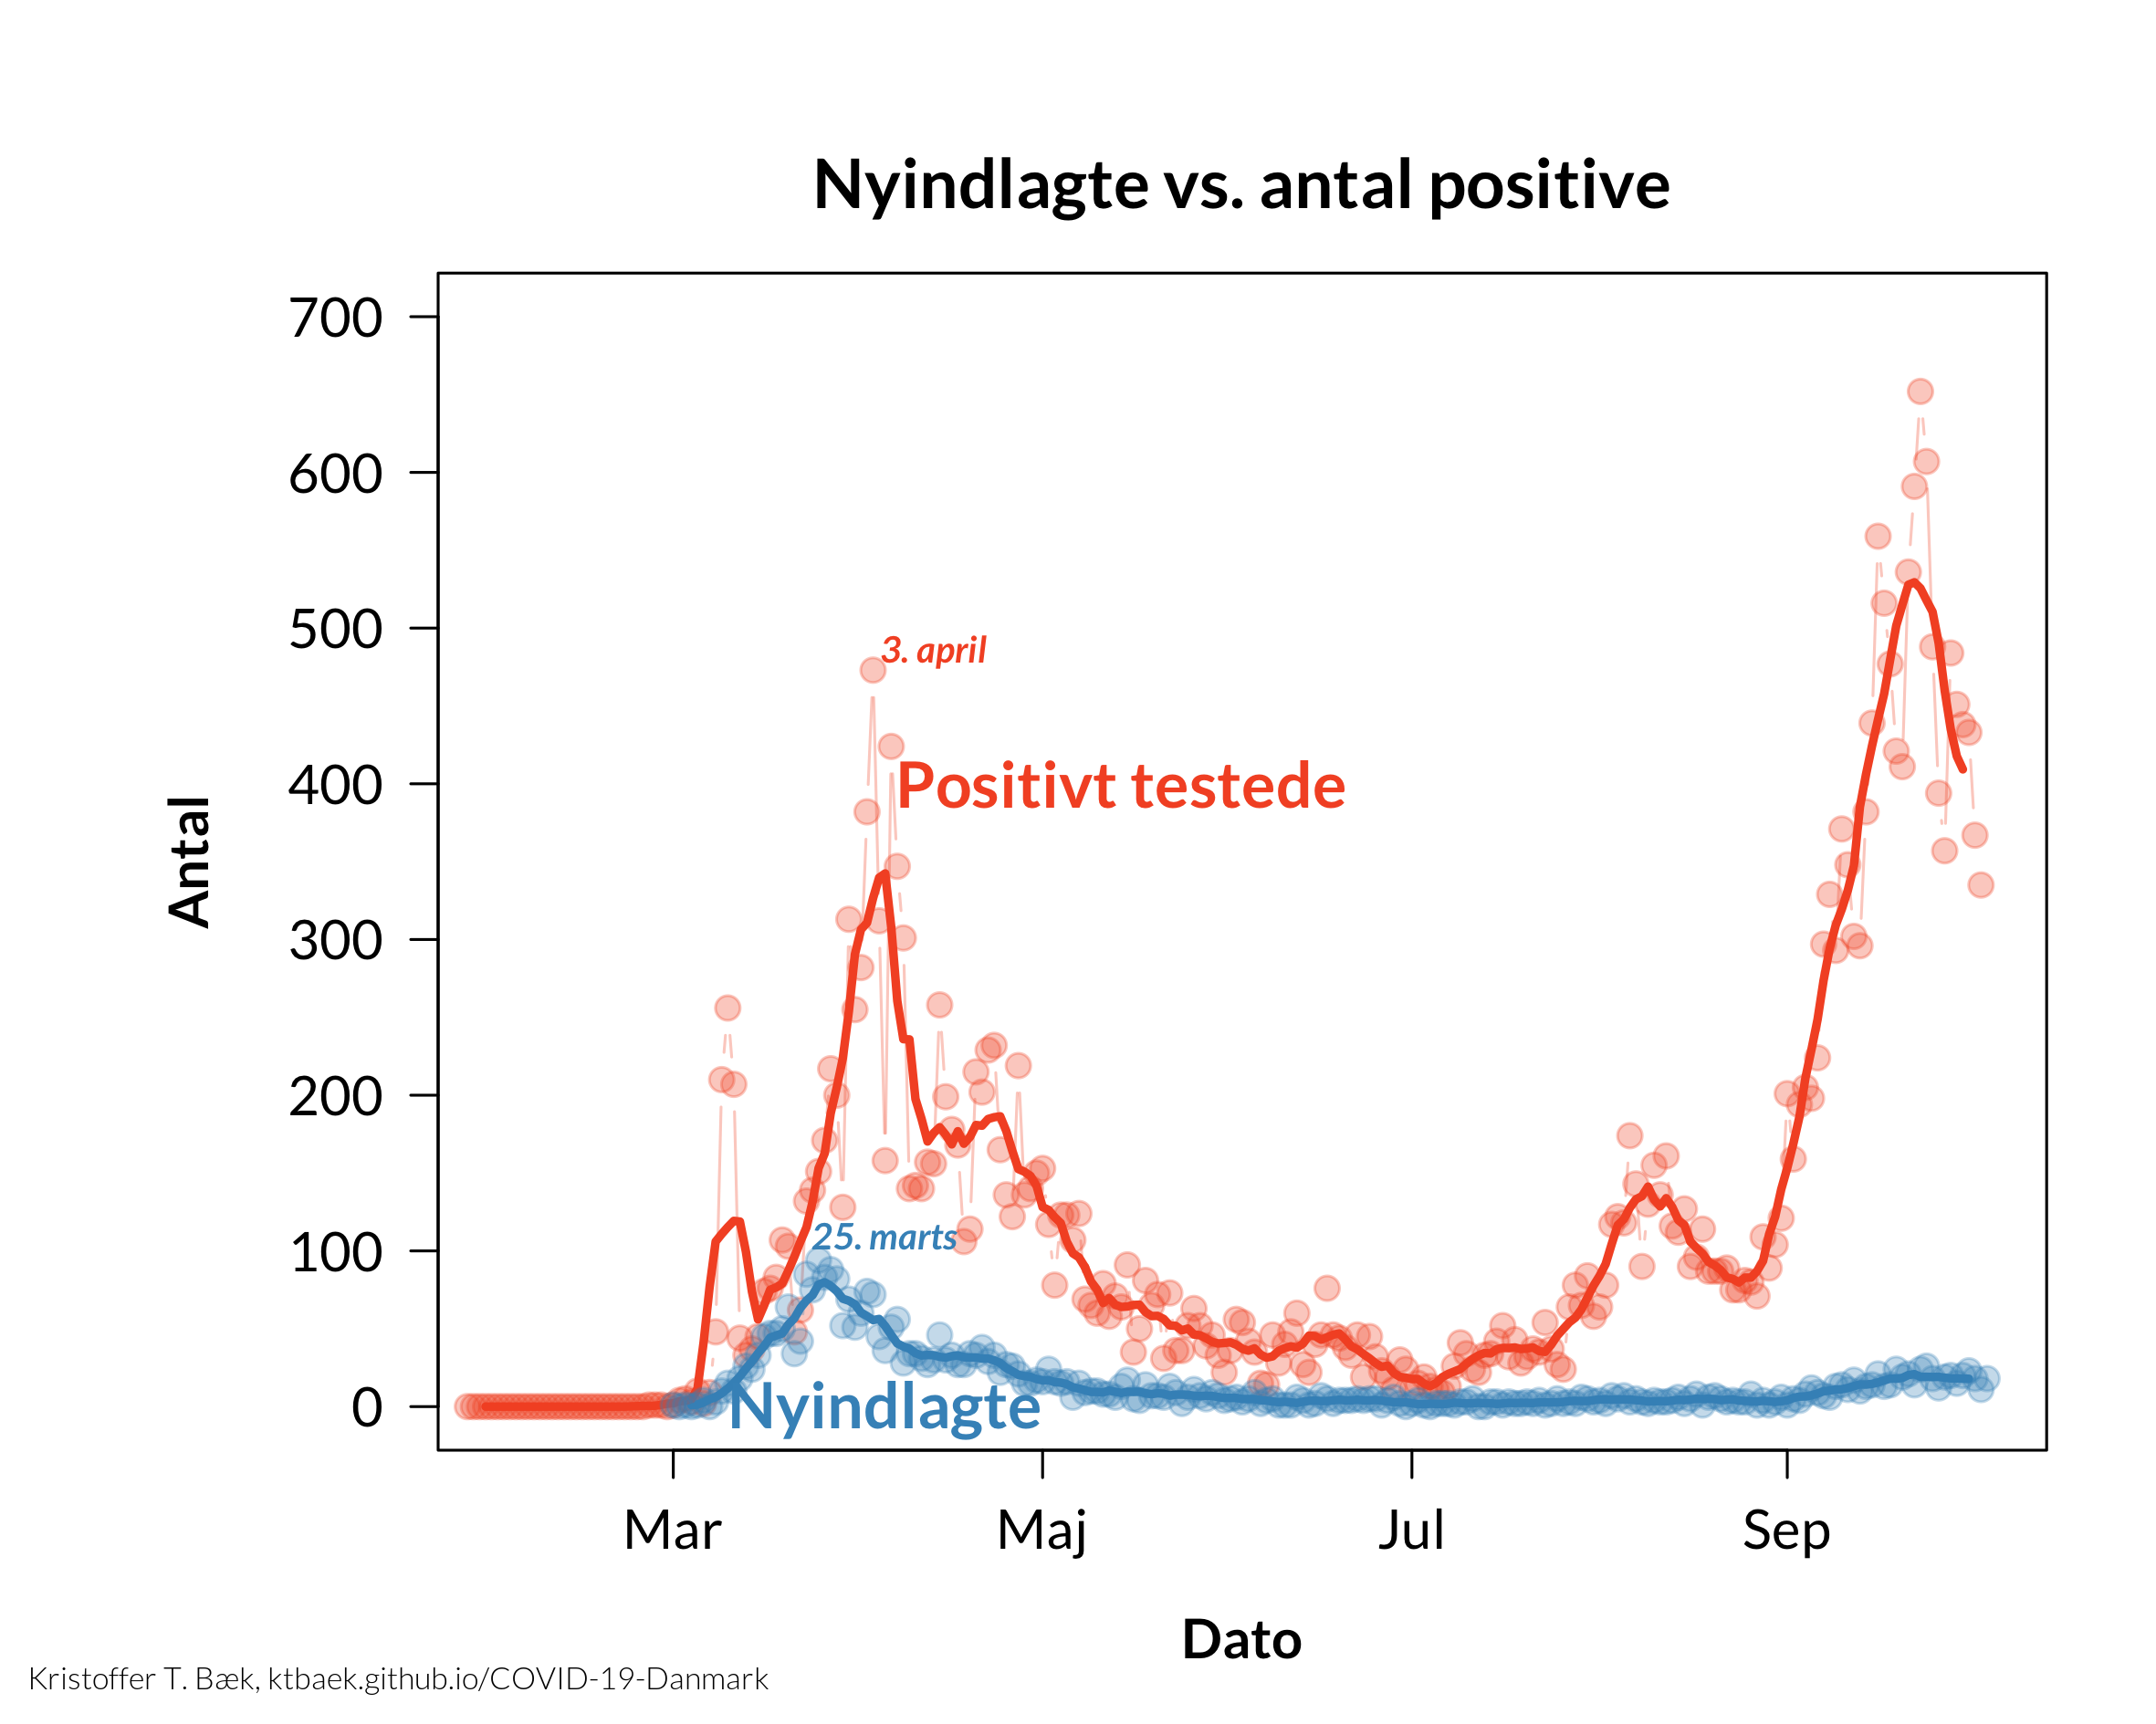 Nyindlagte vs. antal positive
700
600
500
400
300
200
100
0
Antal
3. april
Positivt testede
25. marts
Nyindlagte
Mar
Maj
Jul
Sep
Dato
Kristoffer T. Bæk, ktbaek.github.io/COVID-19-Danmark